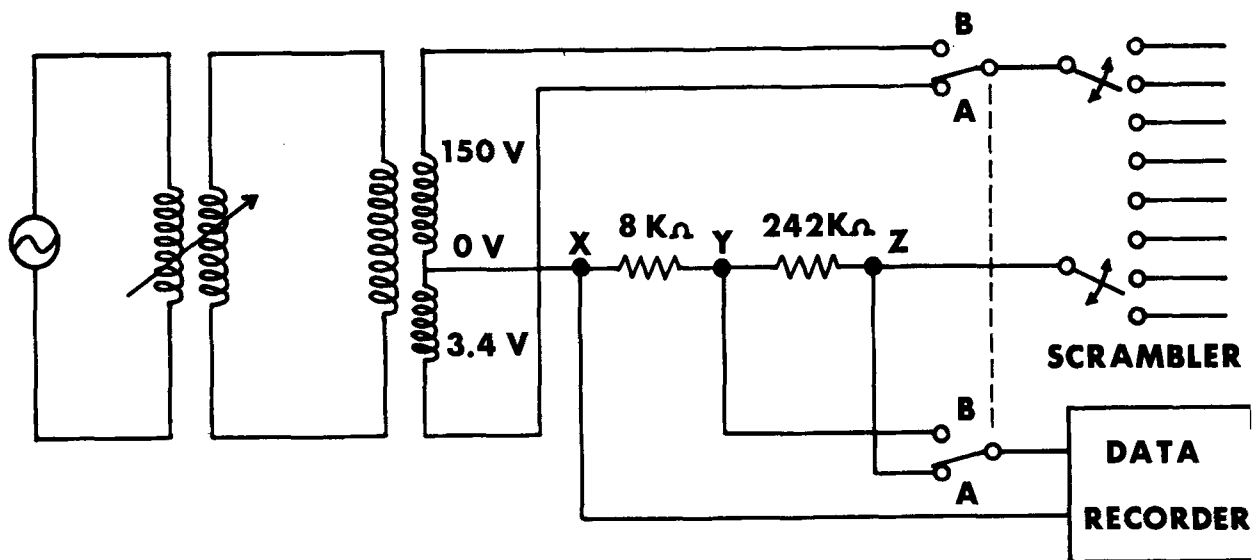 B
A
150 V
0 V
3.4 V
X
8 KΩ
Y
242KΩ
Z
SCRAMBLER
B
A
DATA
RECORDER